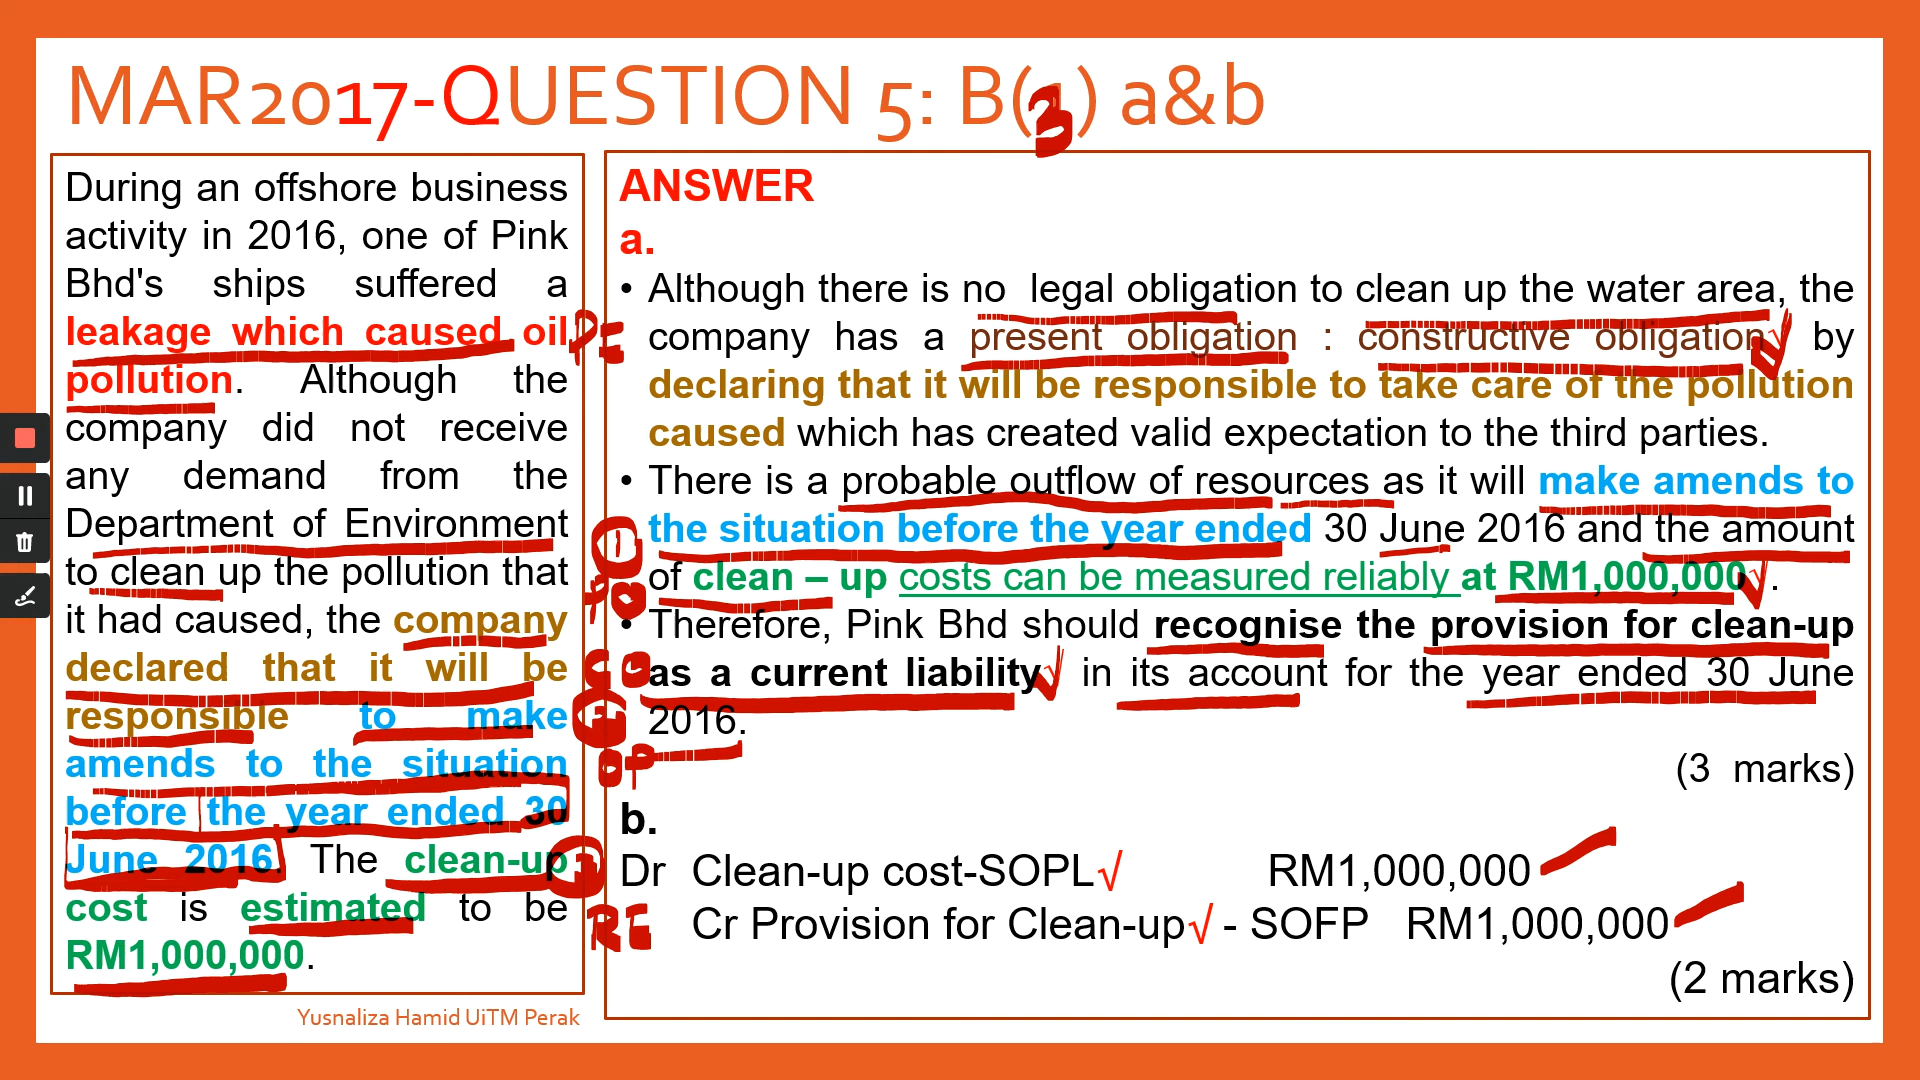 MAR2017-QUESTION 5: B(3) a&b
During an offshore business
activity in 2016, one of Pink
Bhd's ships suffered a
leakage which caused oil
pollution. Although the
company did not receive
any demand from the
Department of Environment
to clean up the pollution that
it had caused, the company
declared that it will be
responsible to make
amends to the situation
before the year ended 30
June 2016. The clean-up
cost is estimated to be
RM1,000,000.
PE
CO
OP
RE
ANSWER
a.
• Although there is no legal obligation to clean up the water area, the
company has a present obligation : constructive obligation√ by
declaring that it will be responsible to take care of the pollution
caused which has created valid expectation to the third parties.
• There is a probable outflow of resources as it will make amends to
the situation before the year ended 30 June 2016 and the amount
of clean – up costs can be measured reliably at RM1,000,000√.
• Therefore, Pink Bhd should recognise the provision for clean-up
as a current liability√ in its account for the year ended 30 June
2016.
(3 marks)
b.
Dr Clean-up cost-SOPL√ RM1,000,000
Cr Provision for Clean-up√ - SOFP RM1,000,000
(2 marks)
Yusnaliza Hamid UiTM Perak